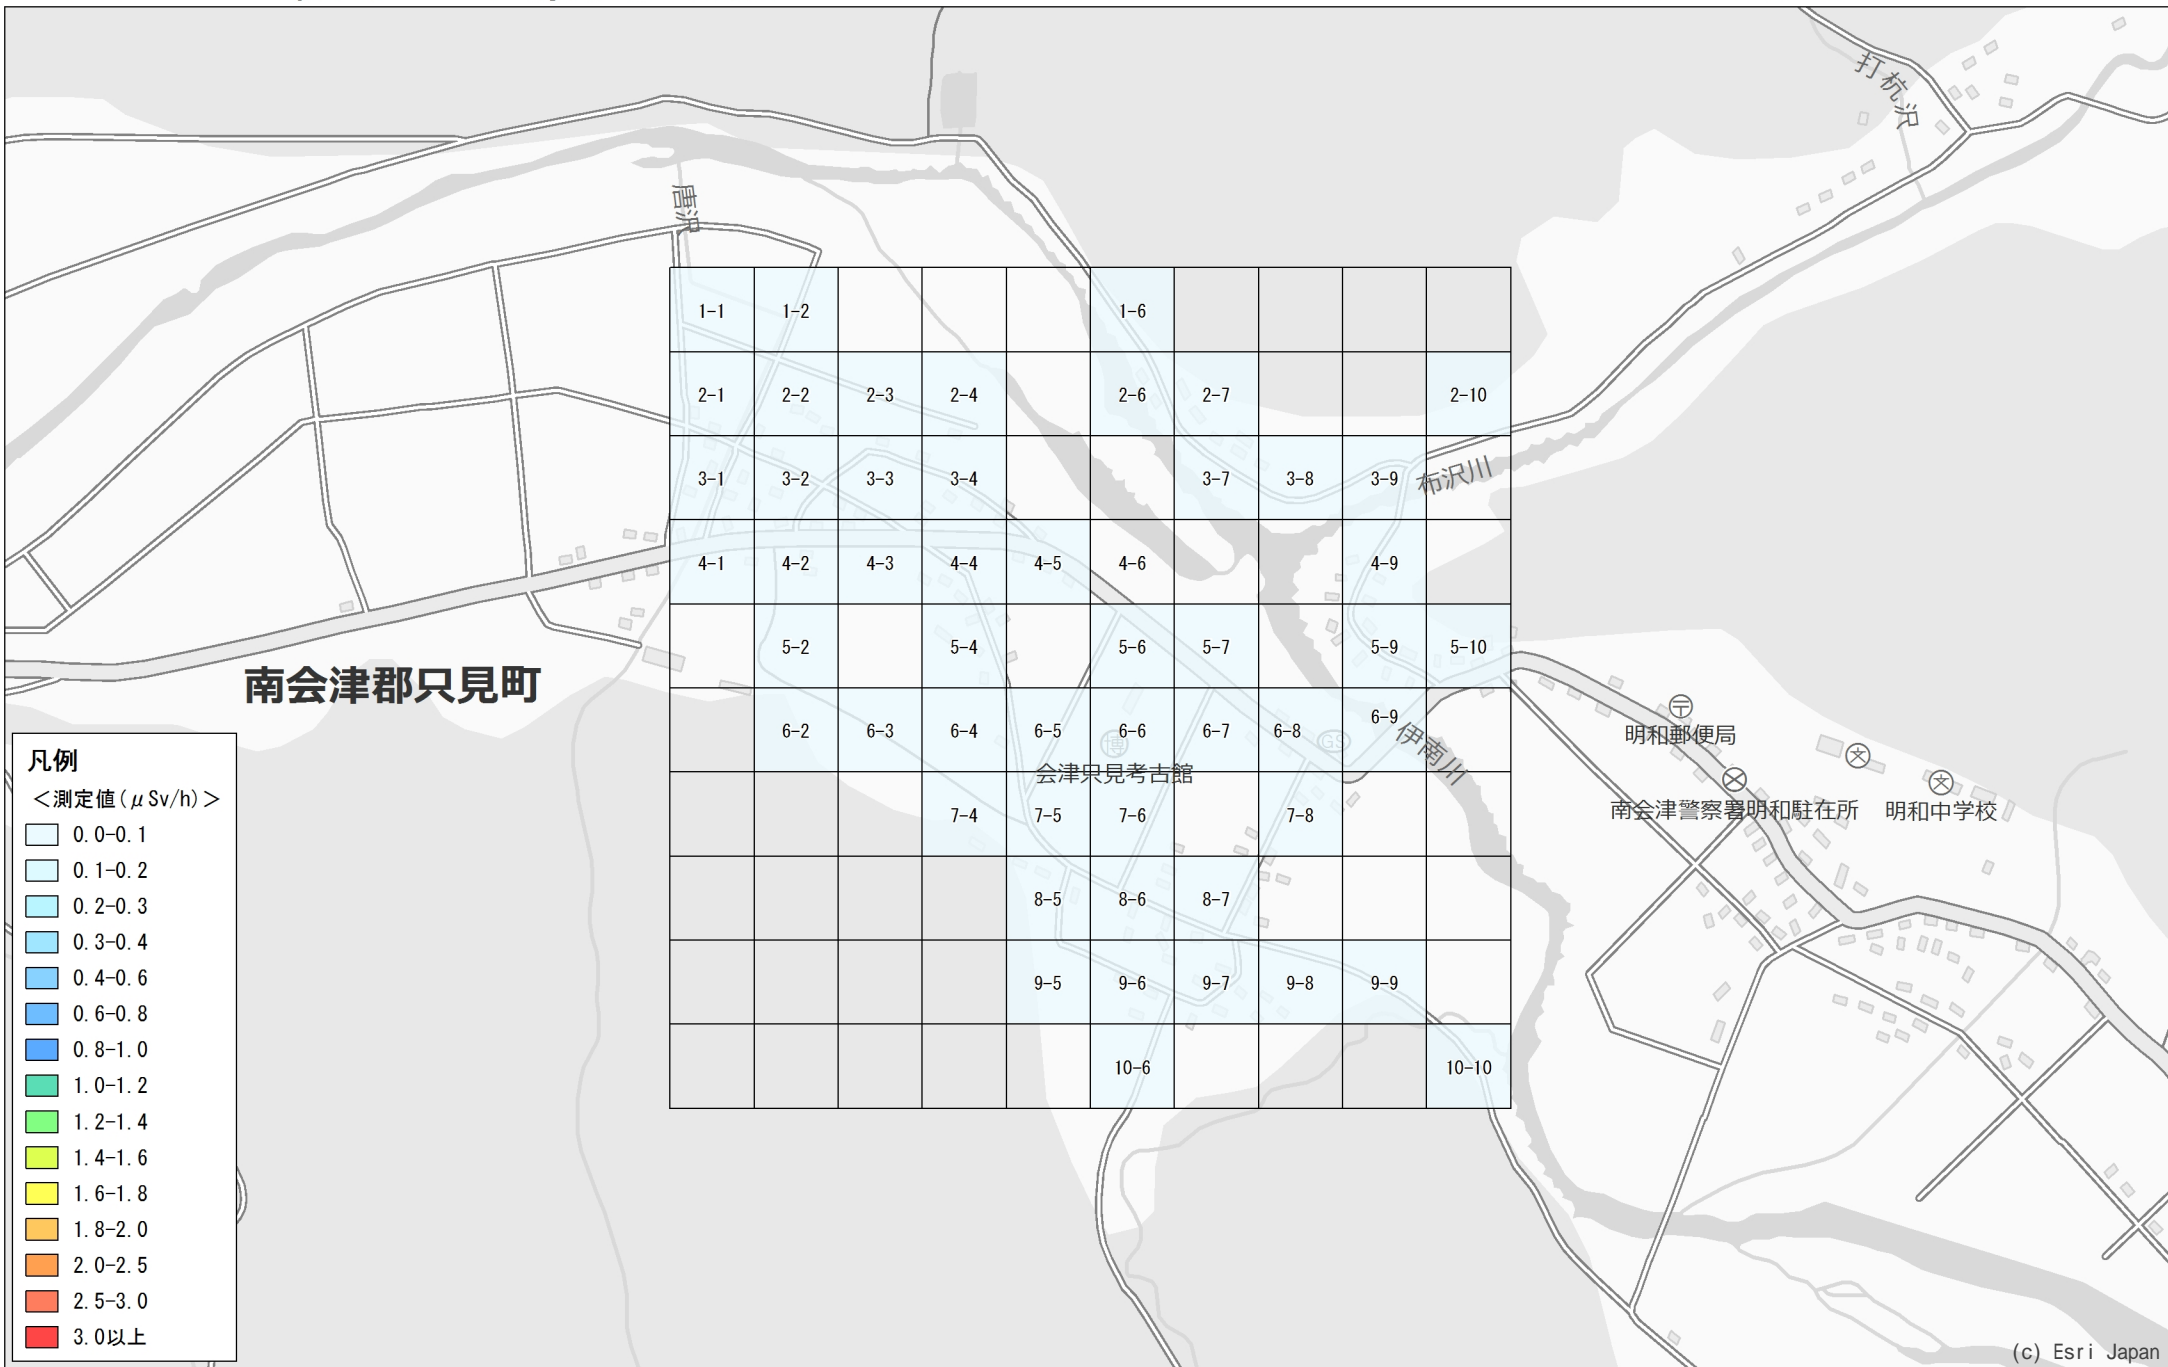 打杭沢
唐沢
1-1 1-2 1-6
2-1 2-2 2-3 2-4 2-6 2-7 2-10
3-1 3-2 3-3 3-4 3-7 3-8 3-9
布沢川
4-1 4-2 4-3 4-4 4-5 4-6 4-9
5-2 5-4 5-6 5-7 5-9 5-10
南会津郡只見町
6-2 6-3 6-4 6-5 6-6 6-7 6-8 6-9
博
GS
伊南川
会津只見考古館
明和郵便局
文
文
南会津警察署明和駐在所
明和中学校
7-4 7-5 7-6 7-8
8-5 8-6 8-7
9-5 9-6 9-7 9-8 9-9
10-6 10-10
凡例
＜測定値(μSv/h)＞
0.0-0.1
0.1-0.2
0.2-0.3
0.3-0.4
0.4-0.6
0.6-0.8
0.8-1.0
1.0-1.2
1.2-1.4
1.4-1.6
1.6-1.8
1.8-2.0
2.0-2.5
2.5-3.0
3.0以上
(c) Esri Japan